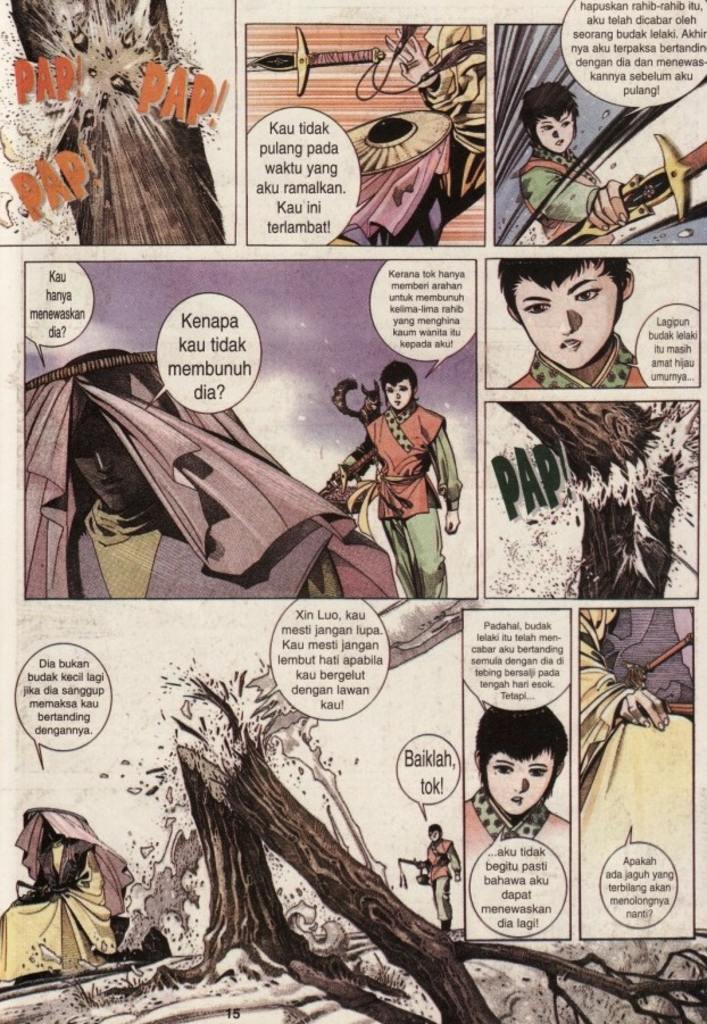 PAP!
PAP!
PAP!
Kau tidak
pulang pada
waktu yang
aku ramalkan.
Kau ini
terlambat!
hapuskan rahib-rahib itu,
aku telah dicabar oleh
seorang budak lelaki. Akhir
nya aku terpaksa bertanding
dengan dia dan menewas-
kannya sebelum aku
pulang!
Kau
hanya
menewaskan
dia?
Kenapa
kau tidak
membunuh
dia?
Kerana tok hanya
memberi arahan
untuk membunuh
kelima-lima rahib
yang menghina
kaum wanita itu
kepada aku!
Lagipun
budak lelaki
itu masih
amat hijau
umurnya...
PAP!
Dia bukan
budak kecil lagi
jika dia sanggup
memaksa kau
bertanding
dengannya.
Xin Luo, kau
mesti jangan lupa.
Kau mesti jangan
lembut hati apabila
kau bergelut
dengan lawan
kau!
Baiklah,
tok!
Padahal, budak
lelaki itu telah men-
cabar aku bertanding
semula dengan dia di
tebing bersalji pada
tengah hari esok.
Tetapi...
...aku tidak
begitu pasti
bahawa aku
dapat
menewaskan
dia lagi!
Apakah
ada jaguh yang
terbilang akan
menolongnya
nanti?
15